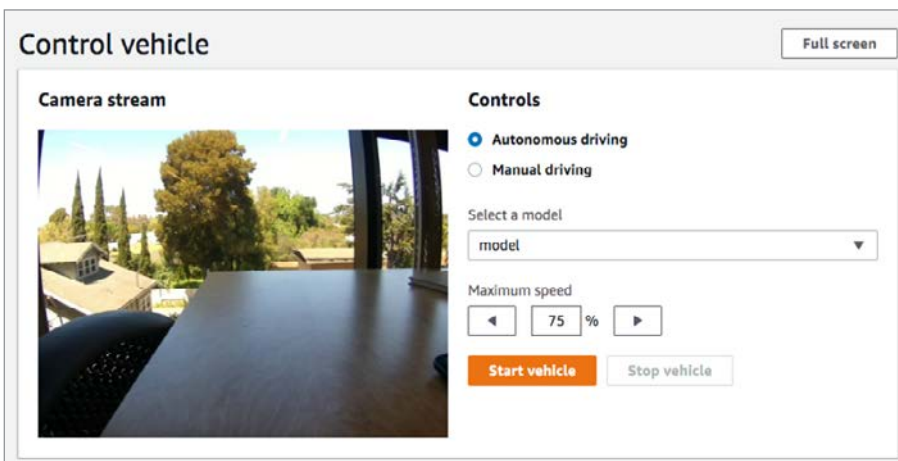 Control vehicle
Full screen
Camera stream
Controls
Autonomous driving
Manual driving
Select a model
model
Maximum speed
75 %
Start vehicle
Stop vehicle